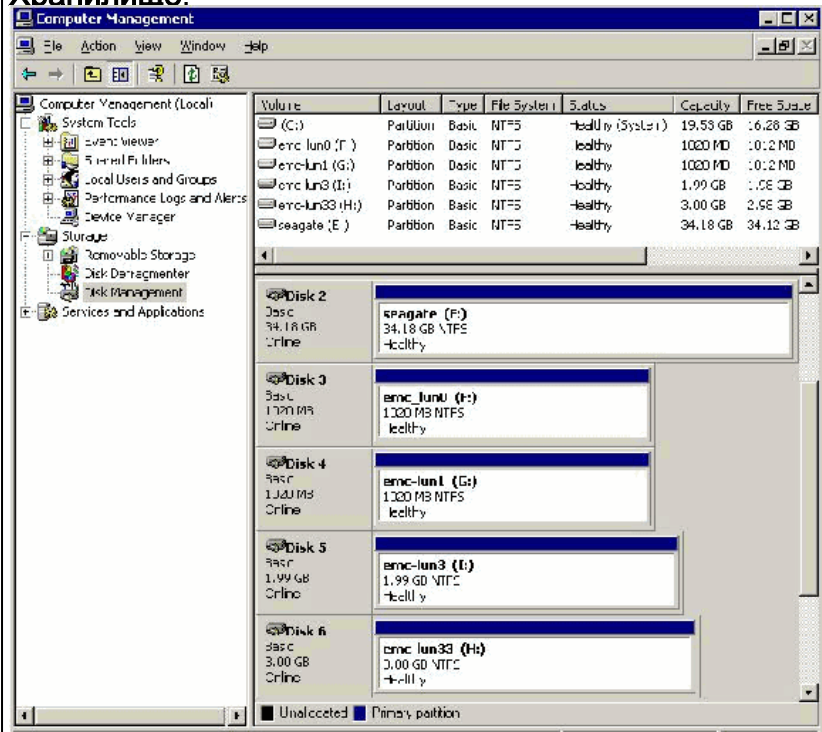 Хранилище.
Computer Management
File Action View Window Help
Computer Management (Local)
System Tools
Event Viewer
Shared Folders
Local Users and Groups
Performance Logs and Alerts
Device Manager
Storage
Removable Storage
Disk Defragmenter
Disk Management
Services and Applications
Volume Layout Type File System Status Capacity Free Space
(C:) Partition Basic NTFS Healthy (System) 19.53 GB 16.28 GB
emc_lun0 (F:) Partition Basic NTFS Healthy 1020 MB 1012 MB
emc-lun1 (G:) Partition Basic NTFS Healthy 1020 MB 1012 MB
emc-lun3 (I:) Partition Basic NTFS Healthy 1.99 GB 1.98 GB
emc-lun33 (H:) Partition Basic NTFS Healthy 3.00 GB 2.98 GB
seagate (E:) Partition Basic NTFS Healthy 34.18 GB 34.12 GB
Disk 2
Basic
34.18 GB
Online
seagate (E:)
34.18 GB NTFS
Healthy
Disk 3
Basic
1020 MB
Online
emc_lun0 (F:)
1020 MB NTFS
Healthy
Disk 4
Basic
1020 MB
Online
emc-lun1 (G:)
1020 MB NTFS
Healthy
Disk 5
Basic
1.99 GB
Online
emc-lun3 (I:)
1.99 GB NTFS
Healthy
Disk 6
Basic
3.00 GB
Online
emc-lun33 (H:)
3.00 GB NTFS
Healthy
Unallocated Primary partition